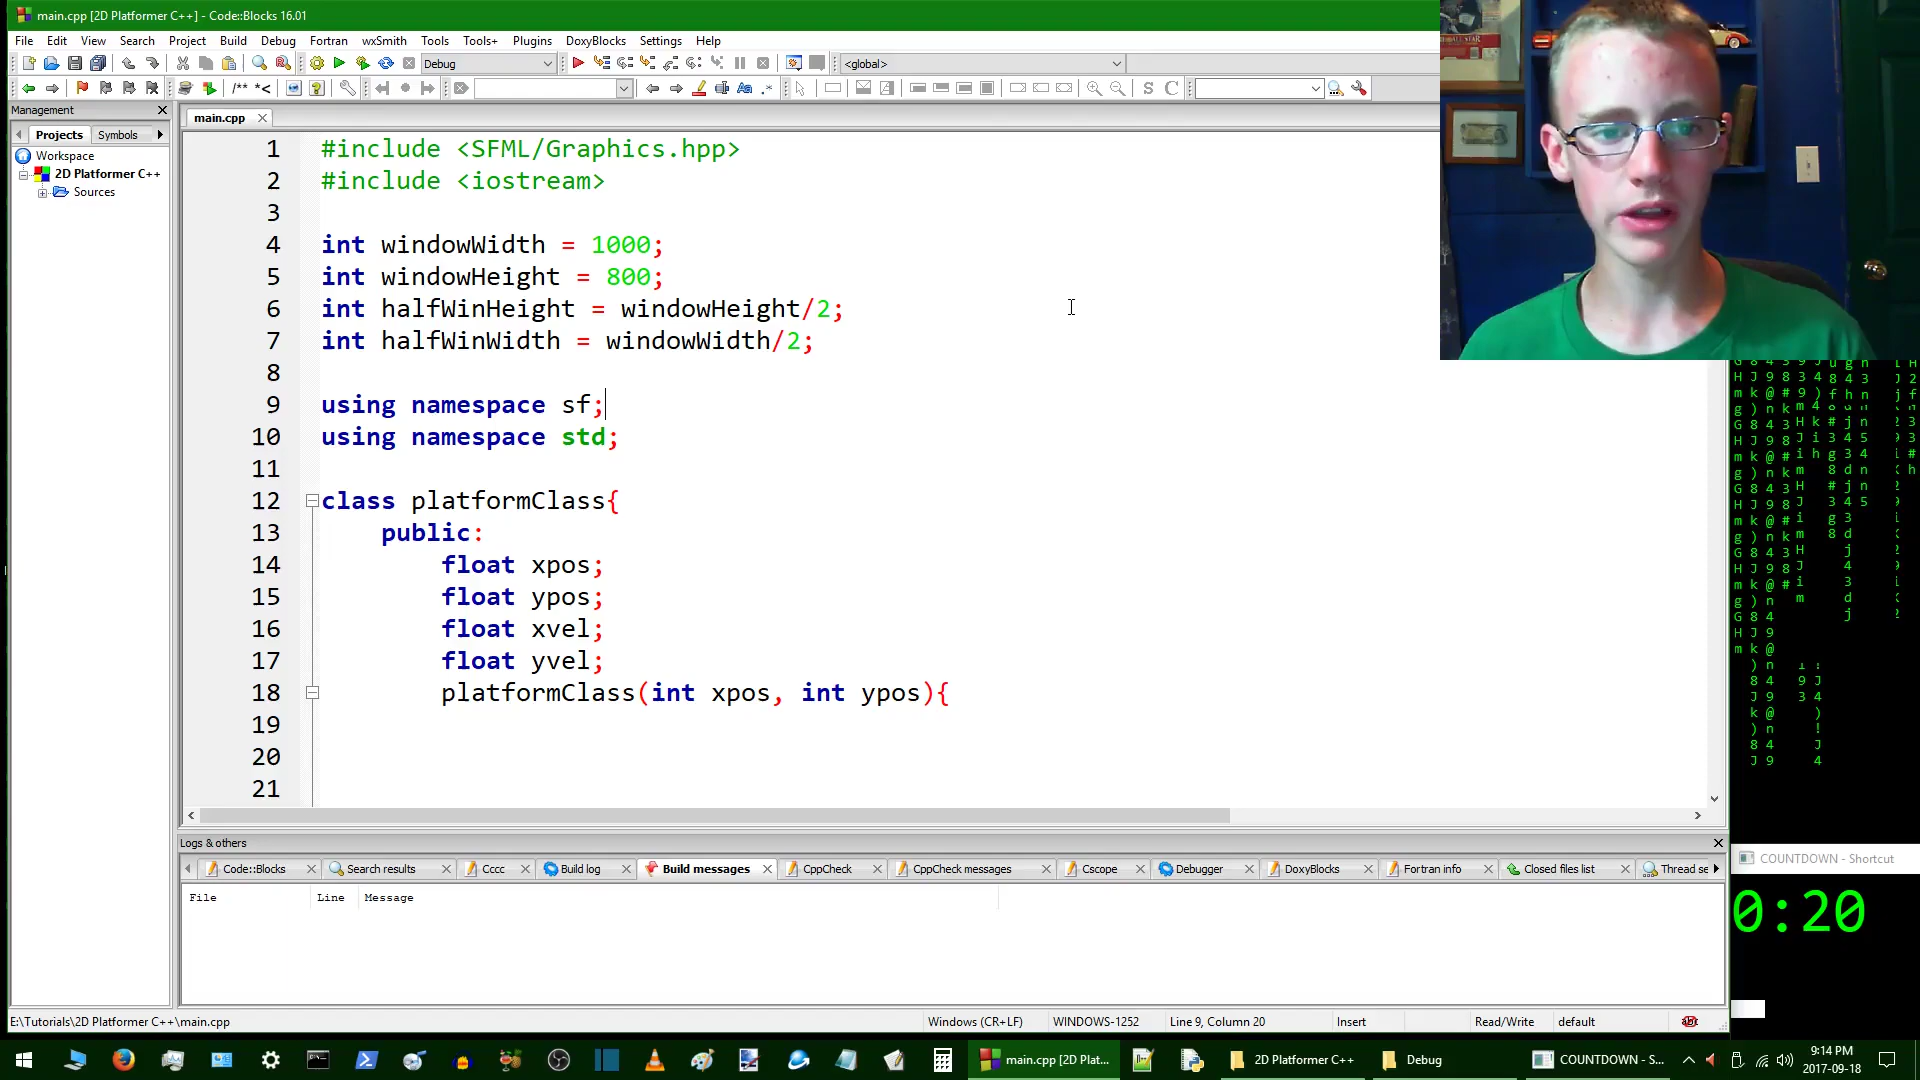 main.cpp [2D Platformer C++] - Code::Blocks 16.01
File Edit View Search Project Build Debug Fortran wxSmith Tools Tools+ Plugins DoxyBlocks Settings Help
Debug
<global>
/** *<
Aa .* S C
Management
main.cpp
Projects Symbols
Workspace
2D Platformer C++
Sources
1 #include <SFML/Graphics.hpp>
2 #include <iostream>
3
4 int windowWidth = 1000;
5 int windowHeight = 800;
6 int halfWinHeight = windowHeight/2;
7 int halfWinWidth = windowWidth/2;
8
9 using namespace sf;
10 using namespace std;
11
12 class platformClass{
13 public:
14 float xpos;
15 float ypos;
16 float xvel;
17 float yvel;
18 platformClass(int xpos, int ypos){
19
20
21
Logs & others
Code::Blocks Search results Cccc Build log Build messages CppCheck CppCheck messages Cscope Debugger DoxyBlocks Fortran info Closed files list Thread se
File Line Message
COUNTDOWN - Shortcut
0:20
E:\Tutorials\2D Platformer C++\main.cpp Windows (CR+LF) WINDOWS-1252 Line 9, Column 20 Insert Read/Write default
main.cpp [2D Plat... 2D Platformer C++ Debug COUNTDOWN - S...
9:14 PM
2017-09-18